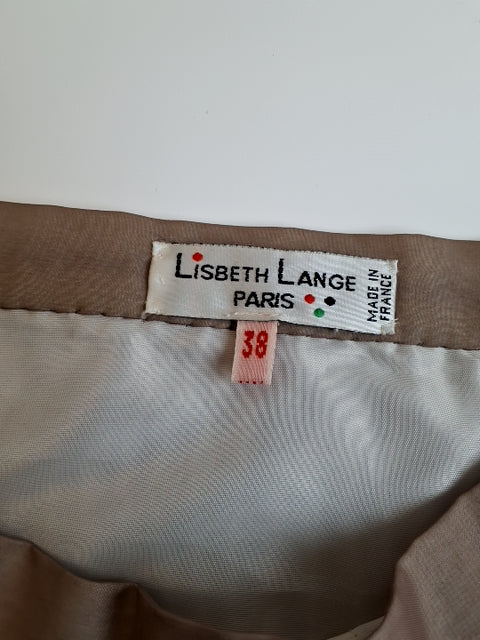 LISBETH LANGE
PARIS
MADE IN
FRANCE
38